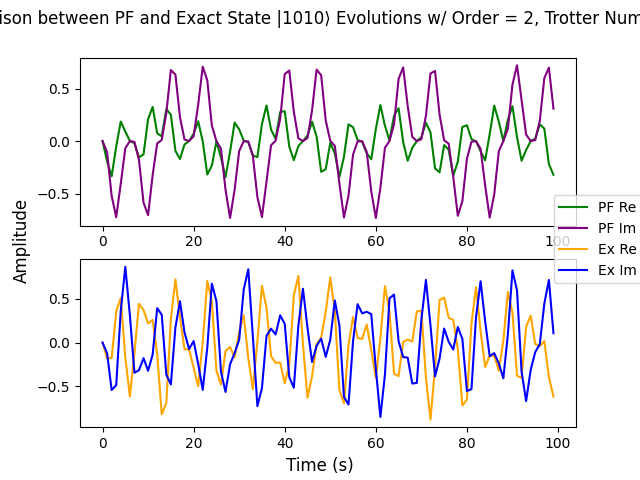 ison between PF and Exact State |1010⟩ Evolutions w/ Order = 2, Trotter Num
0.5
0.0
−0.5
0 20 40 60 80 100
PF Re
PF Im
Ex Re
Ex Im
Amplitude
0.5
0.0
−0.5
0 20 40 60 80 100
Time (s)